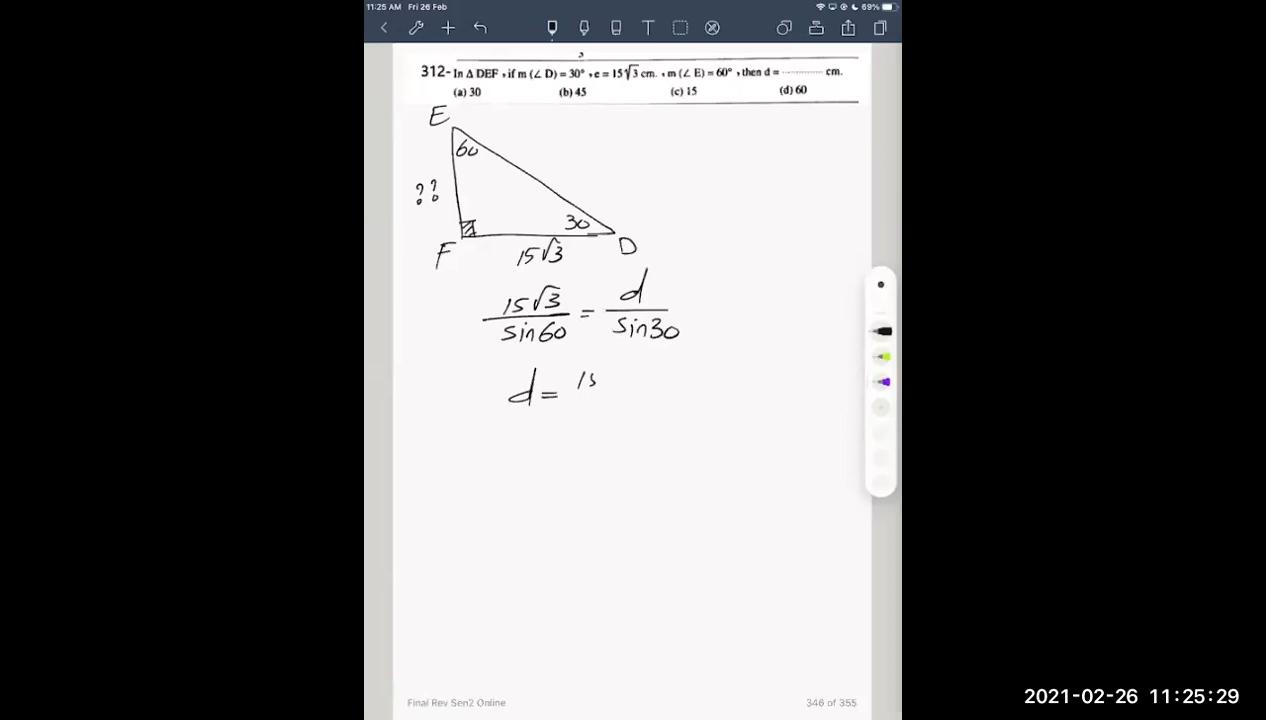 11:25 AM Fri 26 Feb
69%
312- In Δ DEF , if m (∠ D) = 30° , e = 15√3 cm. , m (∠ E) = 60° , then d = ············ cm.
(a) 30 (b) 45 (c) 15 (d) 60
E
60
??
30
F
15√3
D
15√3 / sin60 = d / sin30
d = 15
Final Rev Sen2 Online
346 of 355
2021-02-26 11:25:29